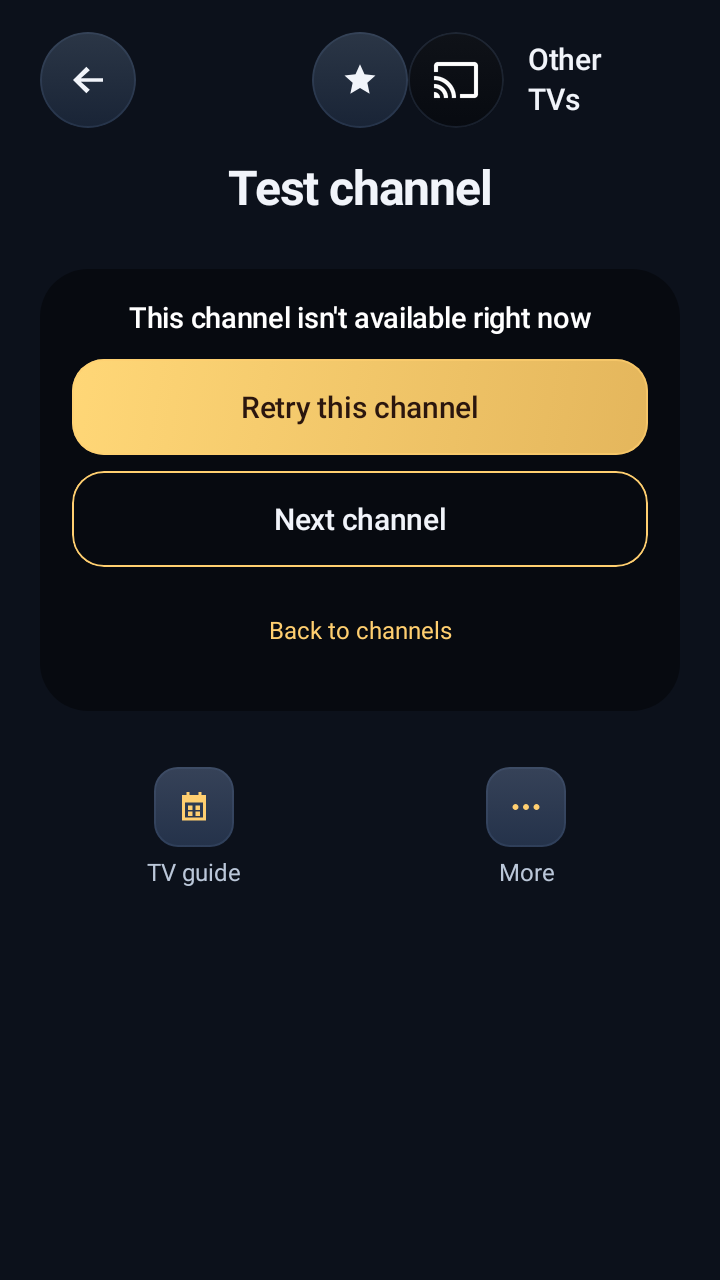 Other
TVs
Test channel
This channel isn't available right now
Retry this channel
Next channel
Back to channels
TV guide
More